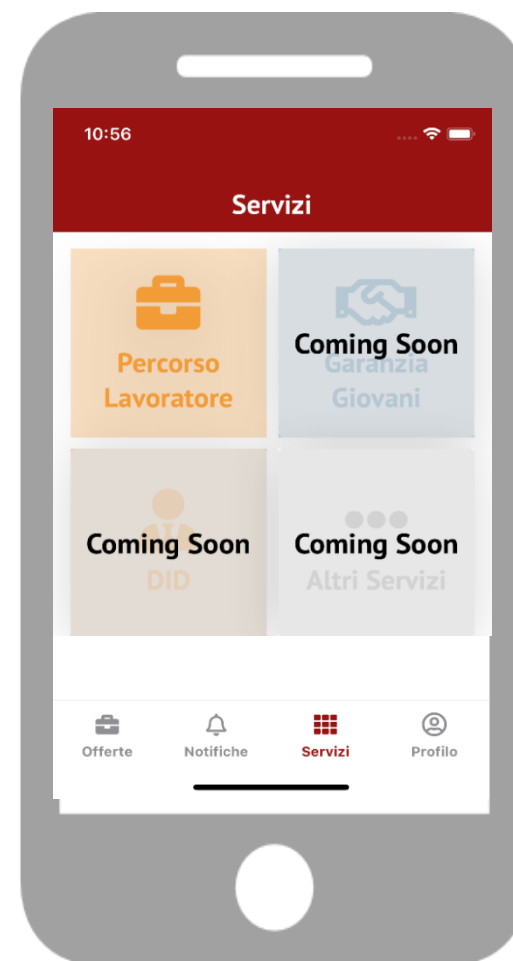 10:56
Servizi
Percorso
Lavoratore
Coming Soon
Garanzia
Giovani
Coming Soon
DID
Coming Soon
Altri Servizi
Offerte
Notifiche
Servizi
Profilo